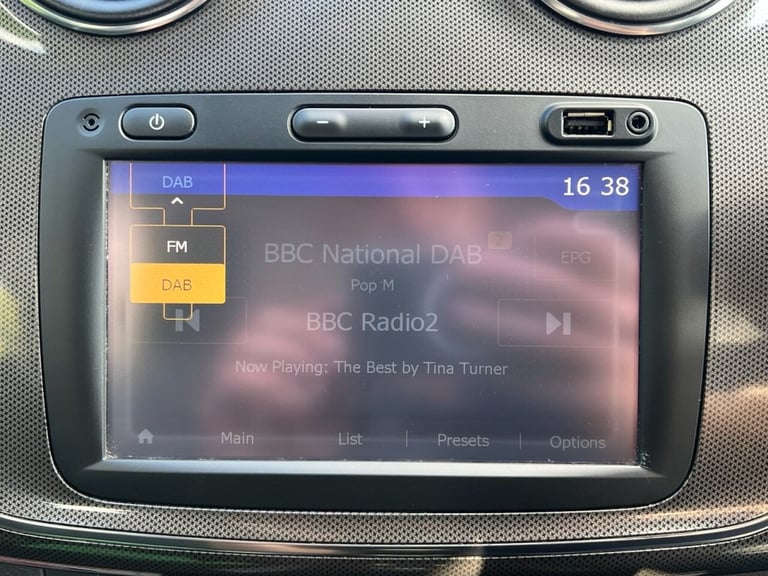 DAB
16 38
FM
DAB
BBC National DAB
2
EPG
Pop M
BBC Radio2
Now Playing: The Best by Tina Turner
Main
List
Presets
Options